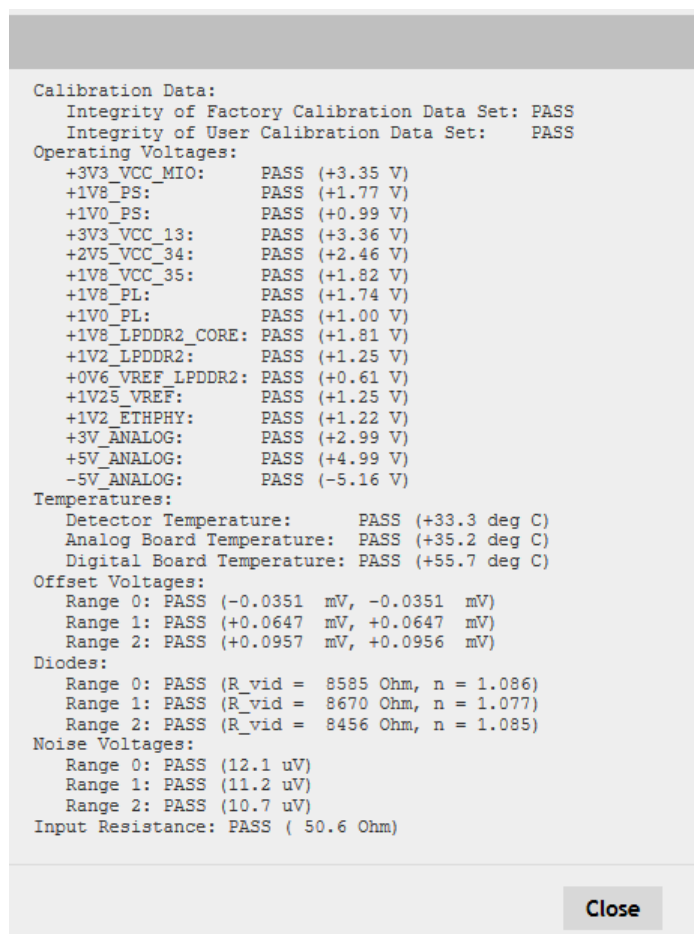 Calibration Data:
Integrity of Factory Calibration Data Set: PASS
Integrity of User Calibration Data Set: PASS
Operating Voltages:
+3V3_VCC_MIO: PASS (+3.35 V)
+1V8_PS: PASS (+1.77 V)
+1V0_PS: PASS (+0.99 V)
+3V3_VCC_13: PASS (+3.36 V)
+2V5_VCC_34: PASS (+2.46 V)
+1V8_VCC_35: PASS (+1.82 V)
+1V8_PL: PASS (+1.74 V)
+1V0_PL: PASS (+1.00 V)
+1V8_LPDDR2_CORE: PASS (+1.81 V)
+1V2_LPDDR2: PASS (+1.25 V)
+0V6_VREF_LPDDR2: PASS (+0.61 V)
+1V25_VREF: PASS (+1.25 V)
+1V2_ETHPHY: PASS (+1.22 V)
+3V_ANALOG: PASS (+2.99 V)
+5V_ANALOG: PASS (+4.99 V)
-5V_ANALOG: PASS (-5.16 V)
Temperatures:
Detector Temperature: PASS (+33.3 deg C)
Analog Board Temperature: PASS (+35.2 deg C)
Digital Board Temperature: PASS (+55.7 deg C)
Offset Voltages:
Range 0: PASS (-0.0351 mV, -0.0351 mV)
Range 1: PASS (+0.0647 mV, +0.0647 mV)
Range 2: PASS (+0.0957 mV, +0.0956 mV)
Diodes:
Range 0: PASS (R_vid = 8585 Ohm, n = 1.086)
Range 1: PASS (R_vid = 8670 Ohm, n = 1.077)
Range 2: PASS (R_vid = 8456 Ohm, n = 1.085)
Noise Voltages:
Range 0: PASS (12.1 uV)
Range 1: PASS (11.2 uV)
Range 2: PASS (10.7 uV)
Input Resistance: PASS ( 50.6 Ohm)
Close